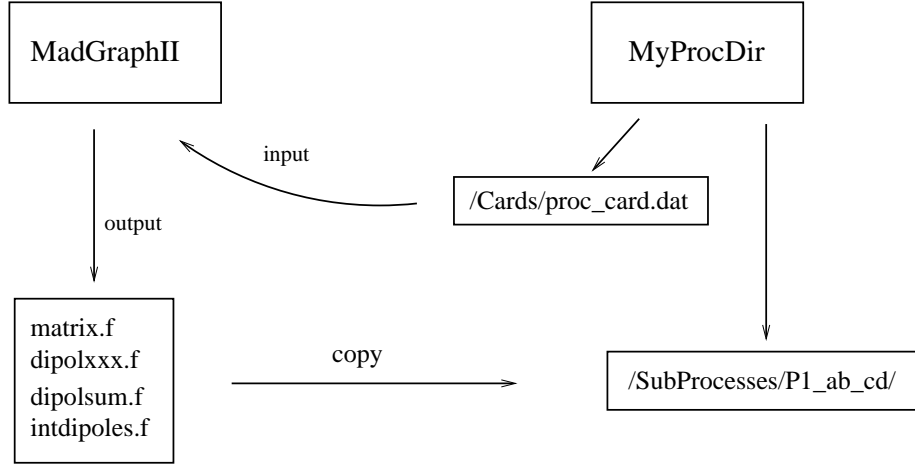 MadGraphII
MyProcDir
input
/Cards/proc_card.dat
output
matrix.f
dipolxxx.f
dipolsum.f
intdipoles.f
copy
/SubProcesses/P1_ab_cd/